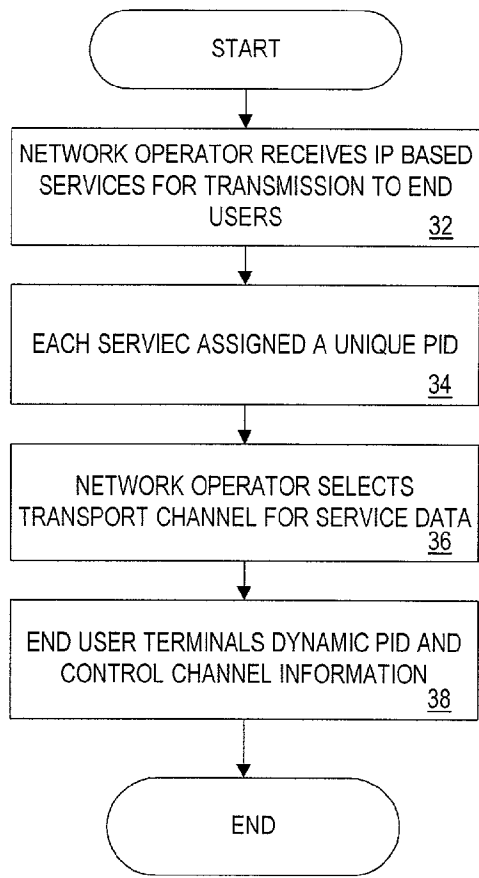 START
NETWORK OPERATOR RECEIVES IP BASED
SERVICES FOR TRANSMISSION TO END
USERS
32
EACH SERVIEC ASSIGNED A UNIQUE PID
34
NETWORK OPERATOR SELECTS
TRANSPORT CHANNEL FOR SERVICE DATA
36
END USER TERMINALS DYNAMIC PID AND
CONTROL CHANNEL INFORMATION
38
END